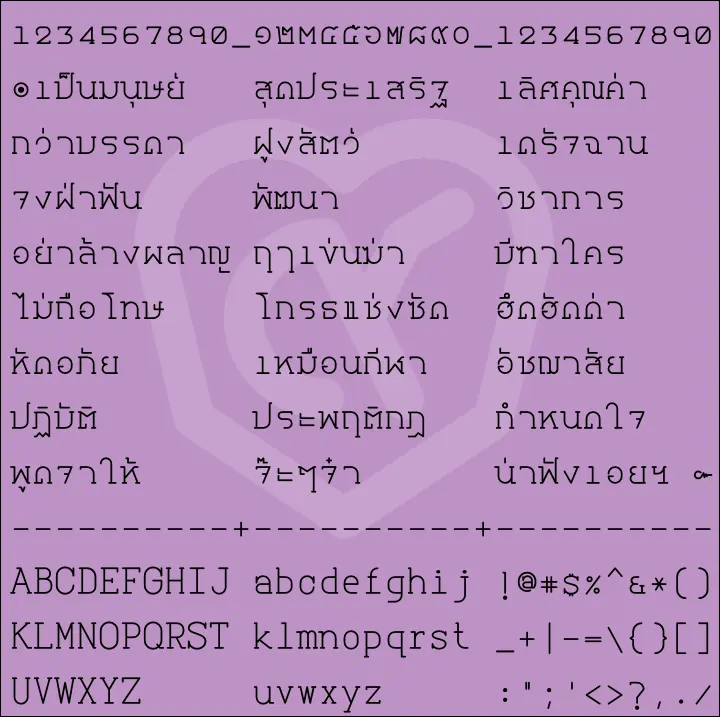 1234567890_๑๒๓๔๕๖๗๘๙๐_1234567890
๏ เป็นมนุษย์ สุดประเสริฐ เลิศคุณค่า
กว่าบรรดา ฝูงสัตว์ เดรัจฉาน
จงฝ่าฟัน พัฒนา วิชาการ
อย่าล้างผลาญ ฤๅเข่นฆ่า บีฑาใคร
ไม่ถือโทษ โกรธแช่งซัด ฮึดฮัดด่า
หัดอภัย เหมือนกีฬา อัชฌาสัย
ปฏิบัติ ประพฤติกฎ กำหนดใจ
พูดจาให้ จ๊ะๆจ๋า น่าฟังเอยฯ ๛
----------+----------+----------
ABCDEFGHIJ abcdefghij !@#$%^&*()
KLMNOPQRST klmnopqrst _+|-=\{}[]
UVWXYZ uvwxyz :";'<>?,./